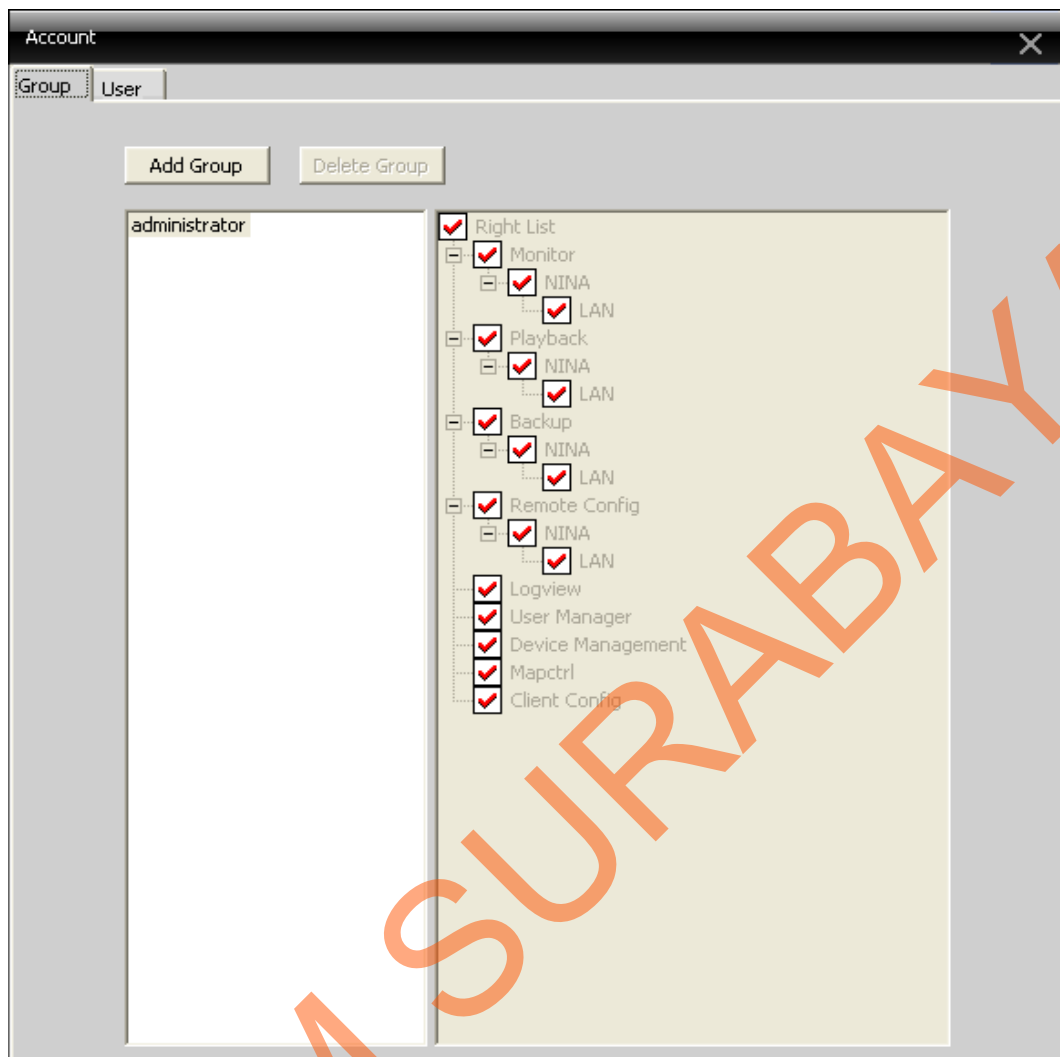 Account
Group User
Add Group Delete Group
administrator
Right List
Monitor
NINA
LAN
Playback
NINA
LAN
Backup
NINA
LAN
Remote Config
NINA
LAN
Logview
User Manager
Device Management
Mapctrl
Client Config
M SURABAYA